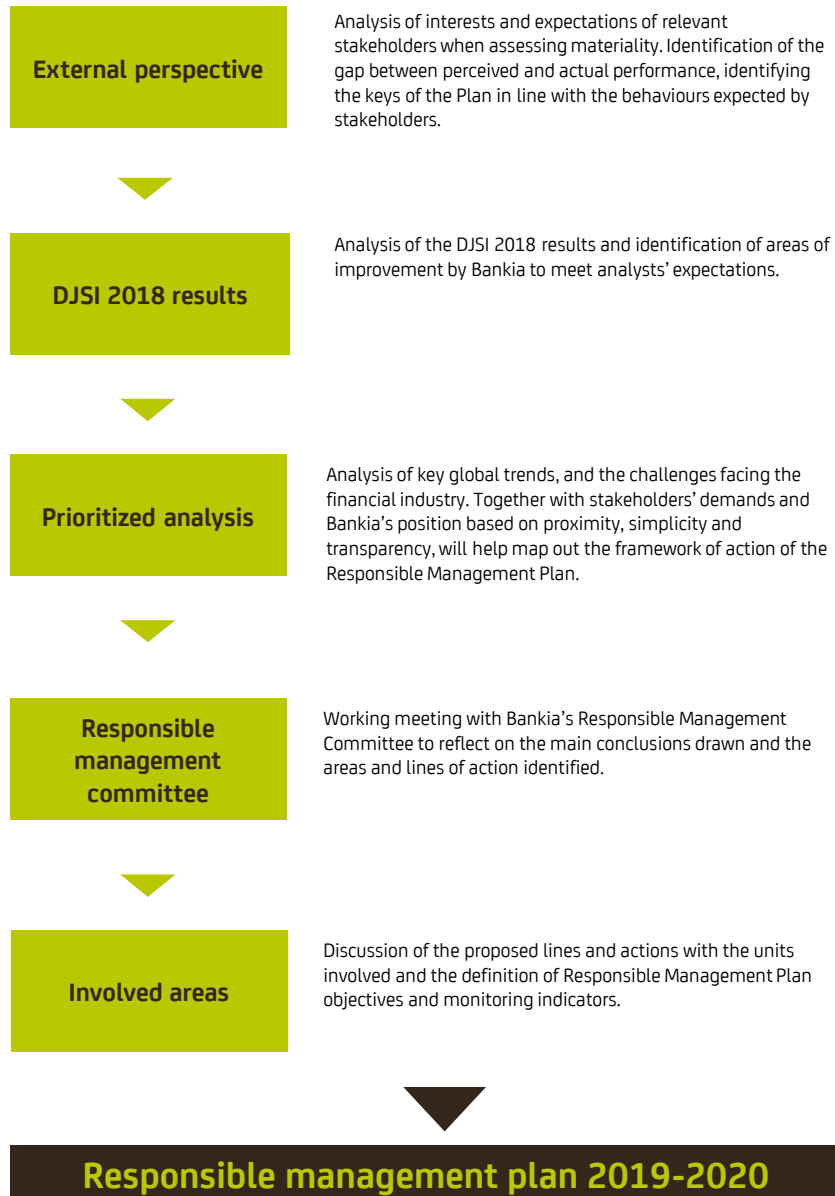 External perspective
Analysis of interests and expectations of relevant
stakeholders when assessing materiality. Identification of the
gap between perceived and actual performance, identifying
the keys of the Plan in line with the behaviours expected by
stakeholders.
DJSI 2018 results
Analysis of the DJSI 2018 results and identification of areas of
improvement by Bankia to meet analysts’ expectations.
Prioritized analysis
Analysis of key global trends, and the challenges facing the
financial industry. Together with stakeholders’ demands and
Bankia’s position based on proximity, simplicity and
transparency, will help map out the framework of action of the
Responsible Management Plan.
Responsible
management
committee
Working meeting with Bankia’s Responsible Management
Committee to reflect on the main conclusions drawn and the
areas and lines of action identified.
Involved areas
Discussion of the proposed lines and actions with the units
involved and the definition of Responsible Management Plan
objectives and monitoring indicators.
Responsible management plan 2019-2020